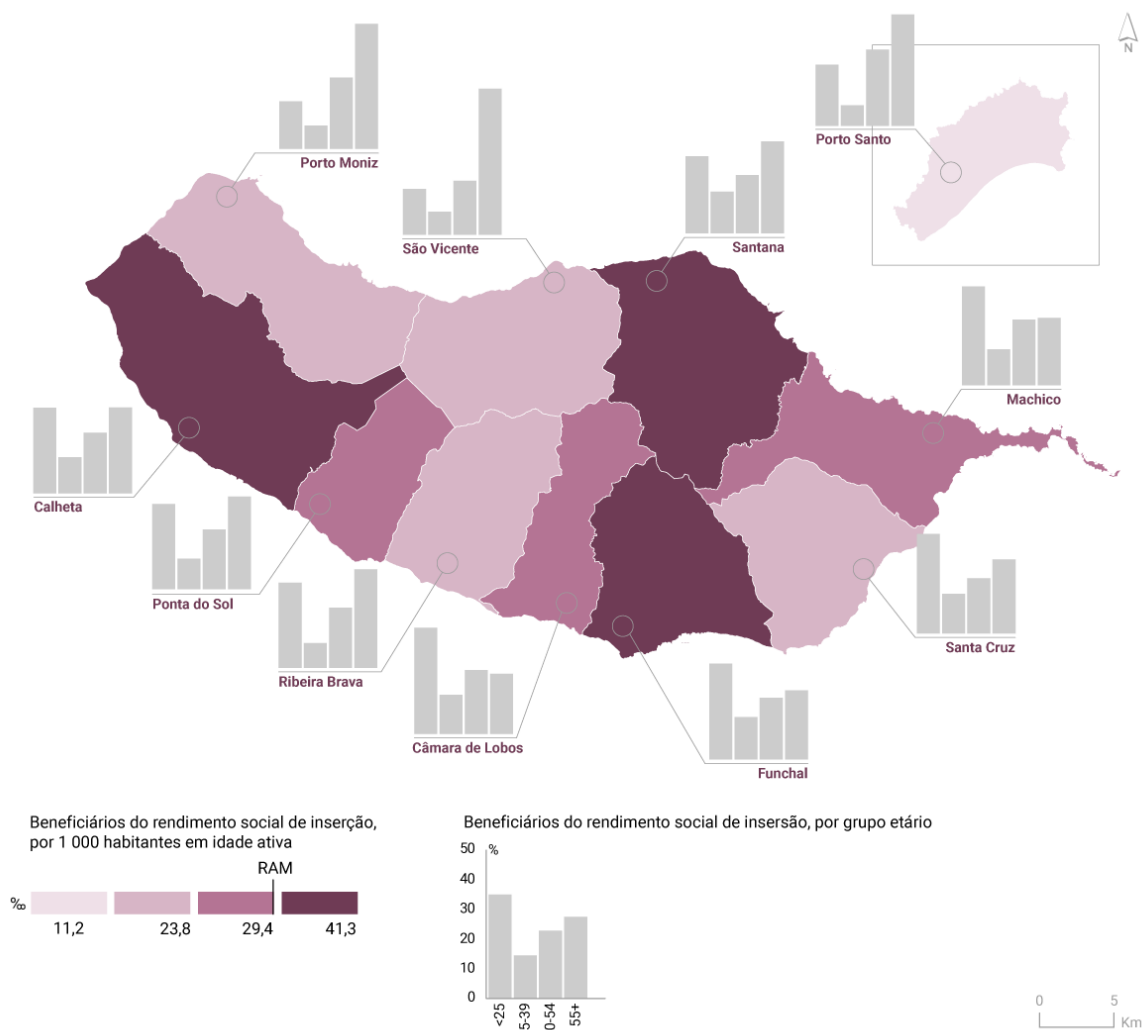 N
Porto Moniz
São Vicente
Santana
Porto Santo
Machico
Calheta
Ponta do Sol
Ribeira Brava
Câmara de Lobos
Funchal
Santa Cruz
Beneficiários do rendimento social de inserção,
por 1 000 habitantes em idade ativa
RAM
‰
11,2 23,8 29,4 41,3
Beneficiários do rendimento social de insersão, por grupo etário
%
50
40
30
20
10
0
<25 5-39 0-54 55+
0 5
Km